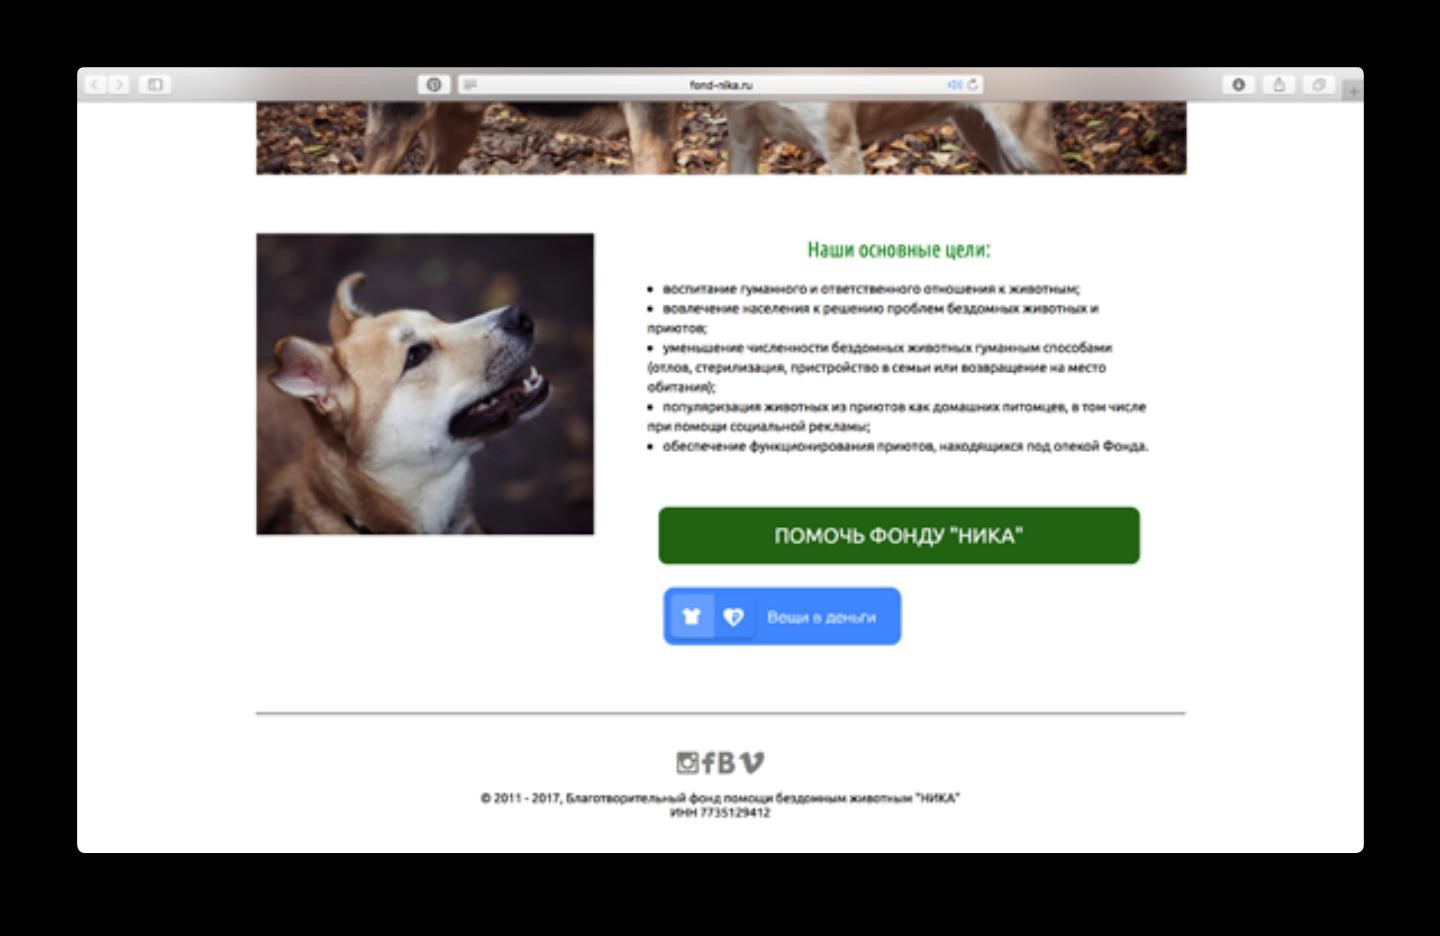 fond-nika.ru
Наши основные цели:
• воспитание гуманного и ответственного отношения к животным;
• вовлечение населения к решению проблем бездомных животных и
приютов;
• уменьшение численности бездомных животных гуманным способами
(отлов, стерилизация, пристройство в семьи или возвращение на место
обитания);
• популяризация животных из приютов как домашних питомцев, в том числе
при помощи социальной рекламы;
• обеспечение функционирования приютов, находящихся под опекой Фонда.
ПОМОЧЬ ФОНДУ "НИКА"
Вещи в деньги
© 2011 - 2017, Благотворительный фонд помощи бездомным животным "НИКА"
ИНН 7735129412